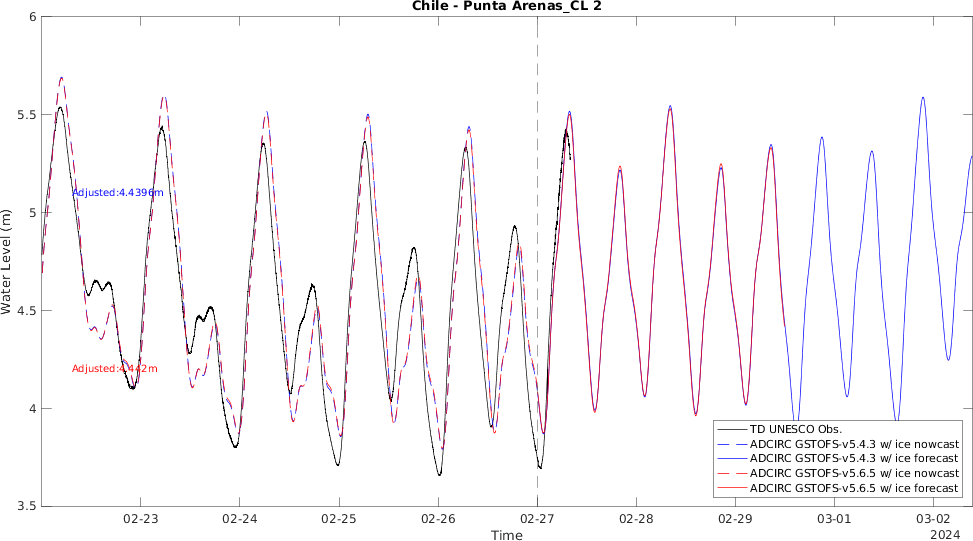 Chile - Punta Arenas_CL 2
6
5.5
5
4.5
4
3.5
Water Level (m)
Adjusted:4.4396m
Adjusted:4.442m
TD UNESCO Obs.
ADCIRC GSTOFS-v5.4.3 w/ ice nowcast
ADCIRC GSTOFS-v5.4.3 w/ ice forecast
ADCIRC GSTOFS-v5.6.5 w/ ice nowcast
ADCIRC GSTOFS-v5.6.5 w/ ice forecast
02-23 02-24 02-25 02-26 02-27 02-28 02-29 03-01 03-02
Time
2024